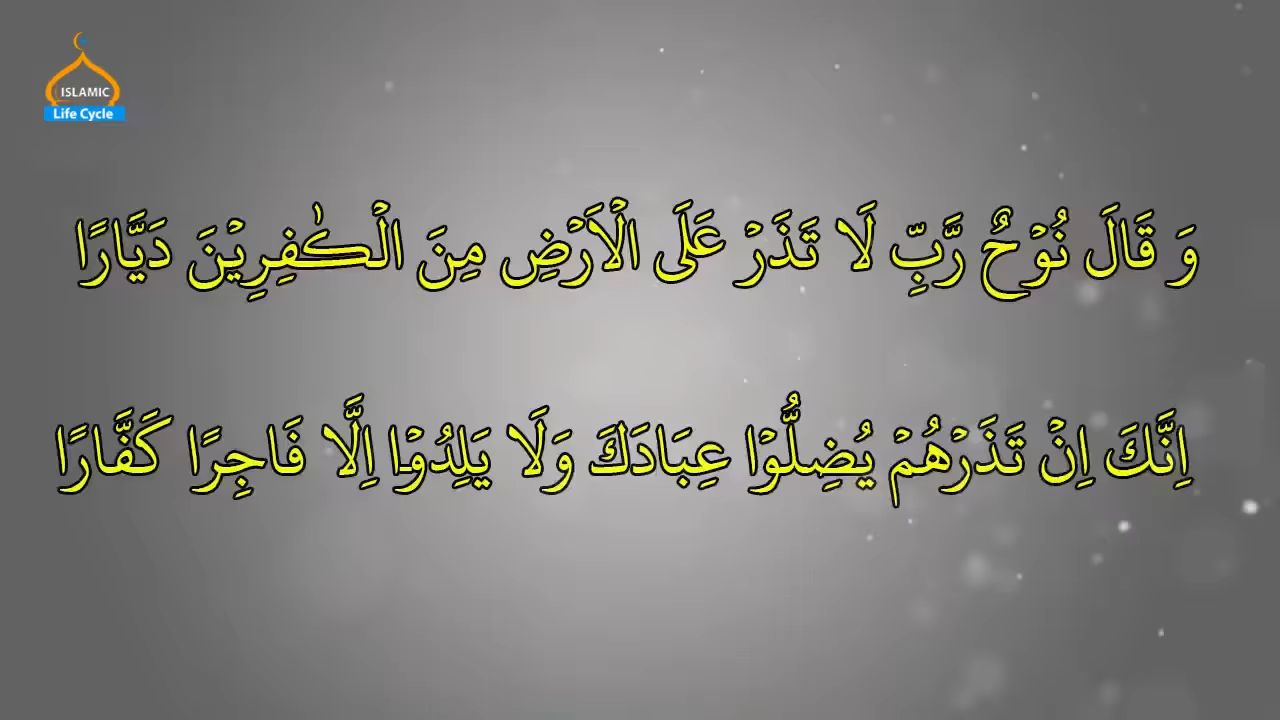 ISLAMIC
Life Cycle
وَ قَالَ نُوْحٌ رَّبِّ لَا تَذَرْ عَلَى الْاَرْضِ مِنَ الْكٰفِرِيْنَ دَيَّارًا
اِنَّكَ اِنْ تَذَرْهُمْ يُضِلُّوْا عِبَادَكَ وَلَا يَلِدُوْا اِلَّا فَاجِرًا كَفَّارًا